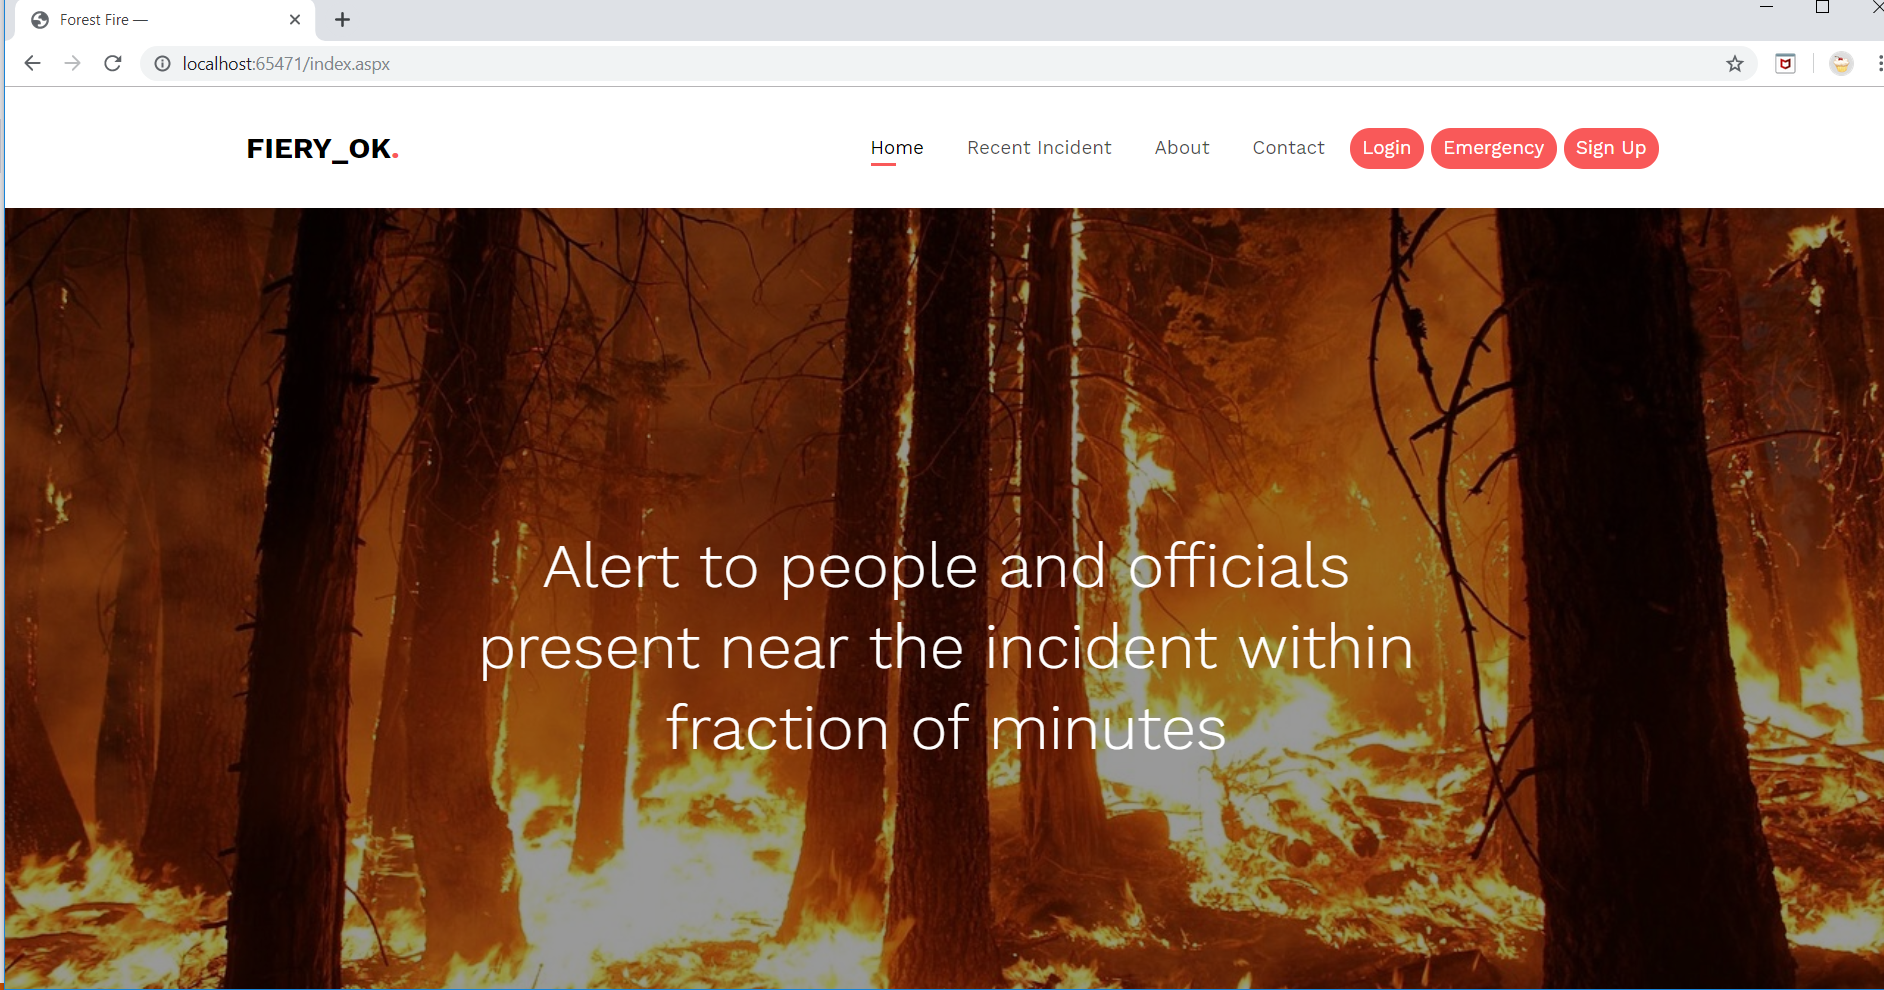 Forest Fire —
localhost:65471/index.aspx
FIERY_OK.
Home Recent Incident About Contact Login Emergency Sign Up
Alert to people and officials
present near the incident within
fraction of minutes